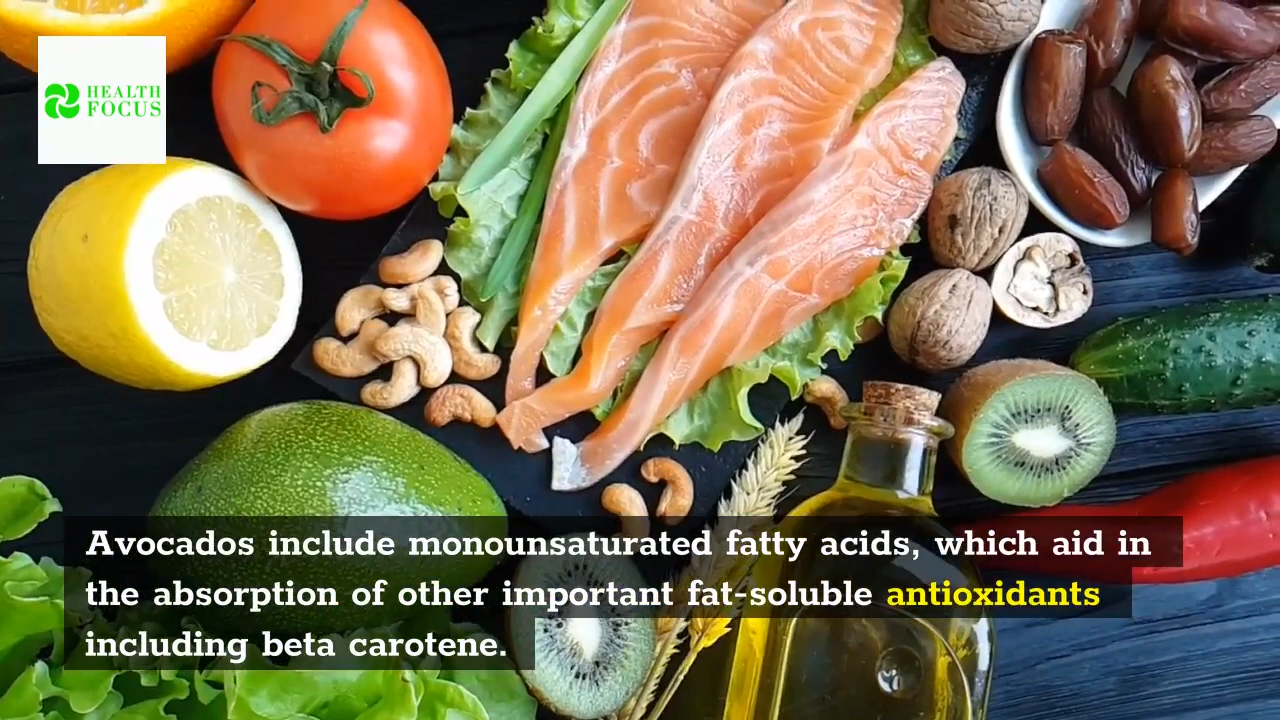 HEALTH
FOCUS
Avocados include monounsaturated fatty acids, which aid in
the absorption of other important fat-soluble antioxidants
including beta carotene.